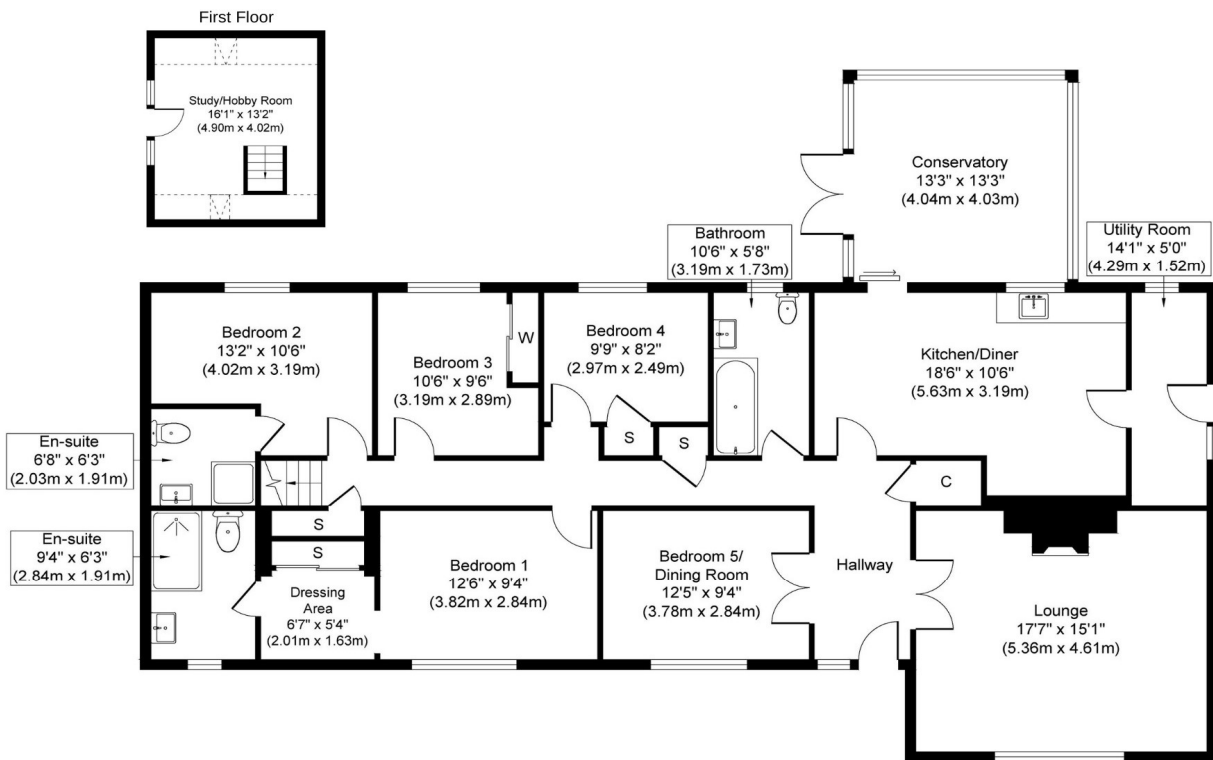 First Floor
Study/Hobby Room
16'1" x 13'2"
(4.90m x 4.02m)
Conservatory
13'3" x 13'3"
(4.04m x 4.03m)
Bathroom
10'6" x 5'8"
(3.19m x 1.73m)
Utility Room
14'1" x 5'0"
(4.29m x 1.52m)
Bedroom 2
13'2" x 10'6"
(4.02m x 3.19m)
Bedroom 3
10'6" x 9'6"
(3.19m x 2.89m)
W
Bedroom 4
9'9" x 8'2"
(2.97m x 2.49m)
Kitchen/Diner
18'6" x 10'6"
(5.63m x 3.19m)
En-suite
6'8" x 6'3"
(2.03m x 1.91m)
S
S
C
En-suite
9'4" x 6'3"
(2.84m x 1.91m)
S
S
Dressing
Area
6'7" x 5'4"
(2.01m x 1.63m)
Bedroom 1
12'6" x 9'4"
(3.82m x 2.84m)
Bedroom 5/
Dining Room
12'5" x 9'4"
(3.78m x 2.84m)
Hallway
Lounge
17'7" x 15'1"
(5.36m x 4.61m)